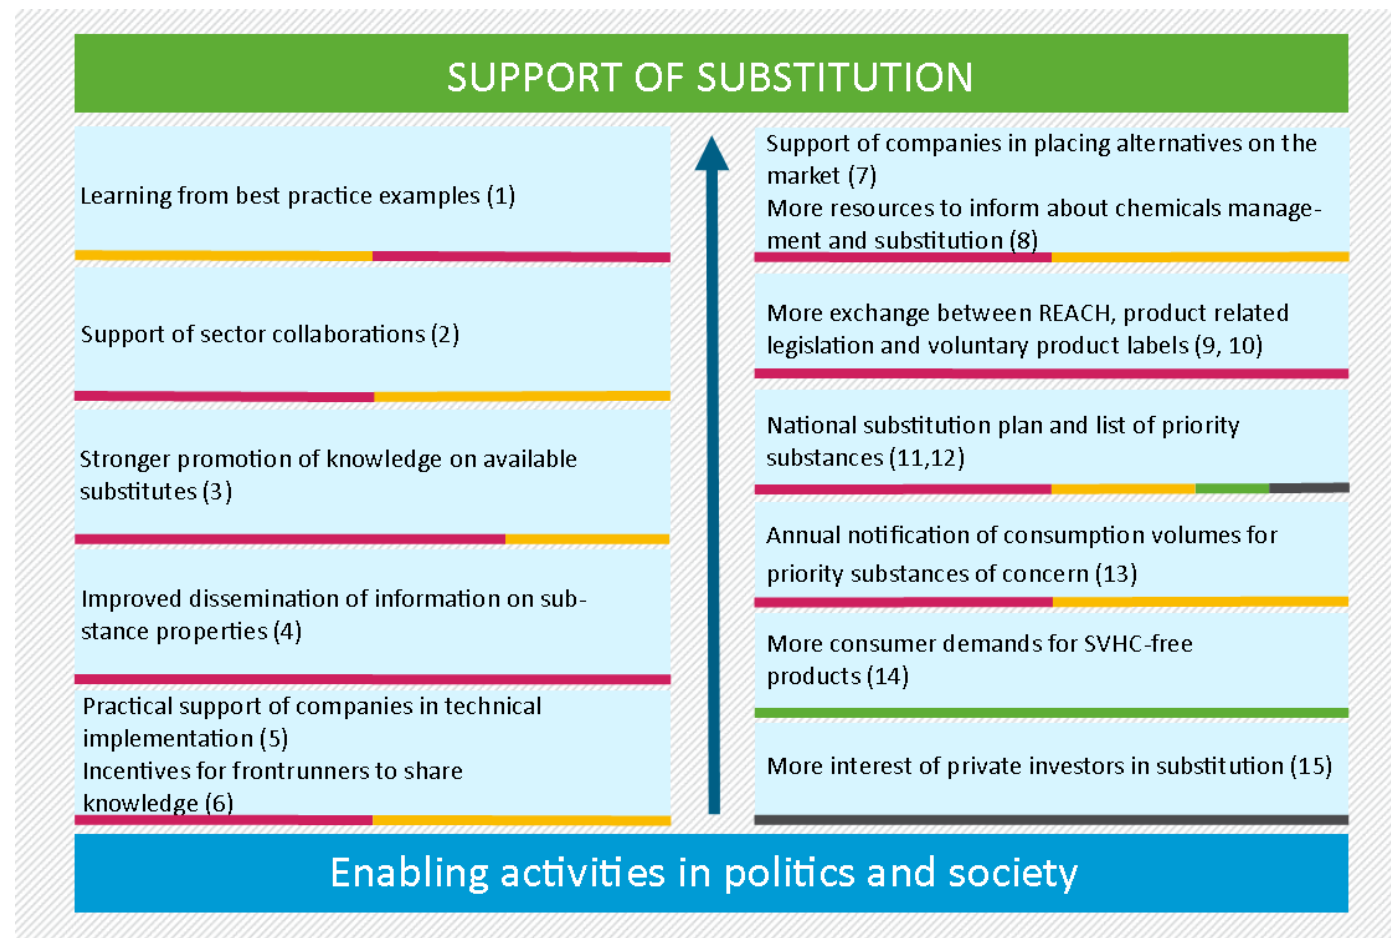 SUPPORT OF SUBSTITUTION
Learning from best practice examples (1)
Support of sector collaborations (2)
Stronger promotion of knowledge on available
substitutes (3)
Improved dissemination of information on sub-
stance properties (4)
Practical support of companies in technical
implementation (5)
Incentives for frontrunners to share
knowledge (6)
Support of companies in placing alternatives on the
market (7)
More resources to inform about chemicals manage-
ment and substitution (8)
More exchange between REACH, product related
legislation and voluntary product labels (9, 10)
National substitution plan and list of priority
substances (11,12)
Annual notification of consumption volumes for
priority substances of concern (13)
More consumer demands for SVHC-free
products (14)
More interest of private investors in substitution (15)
Enabling activities in politics and society